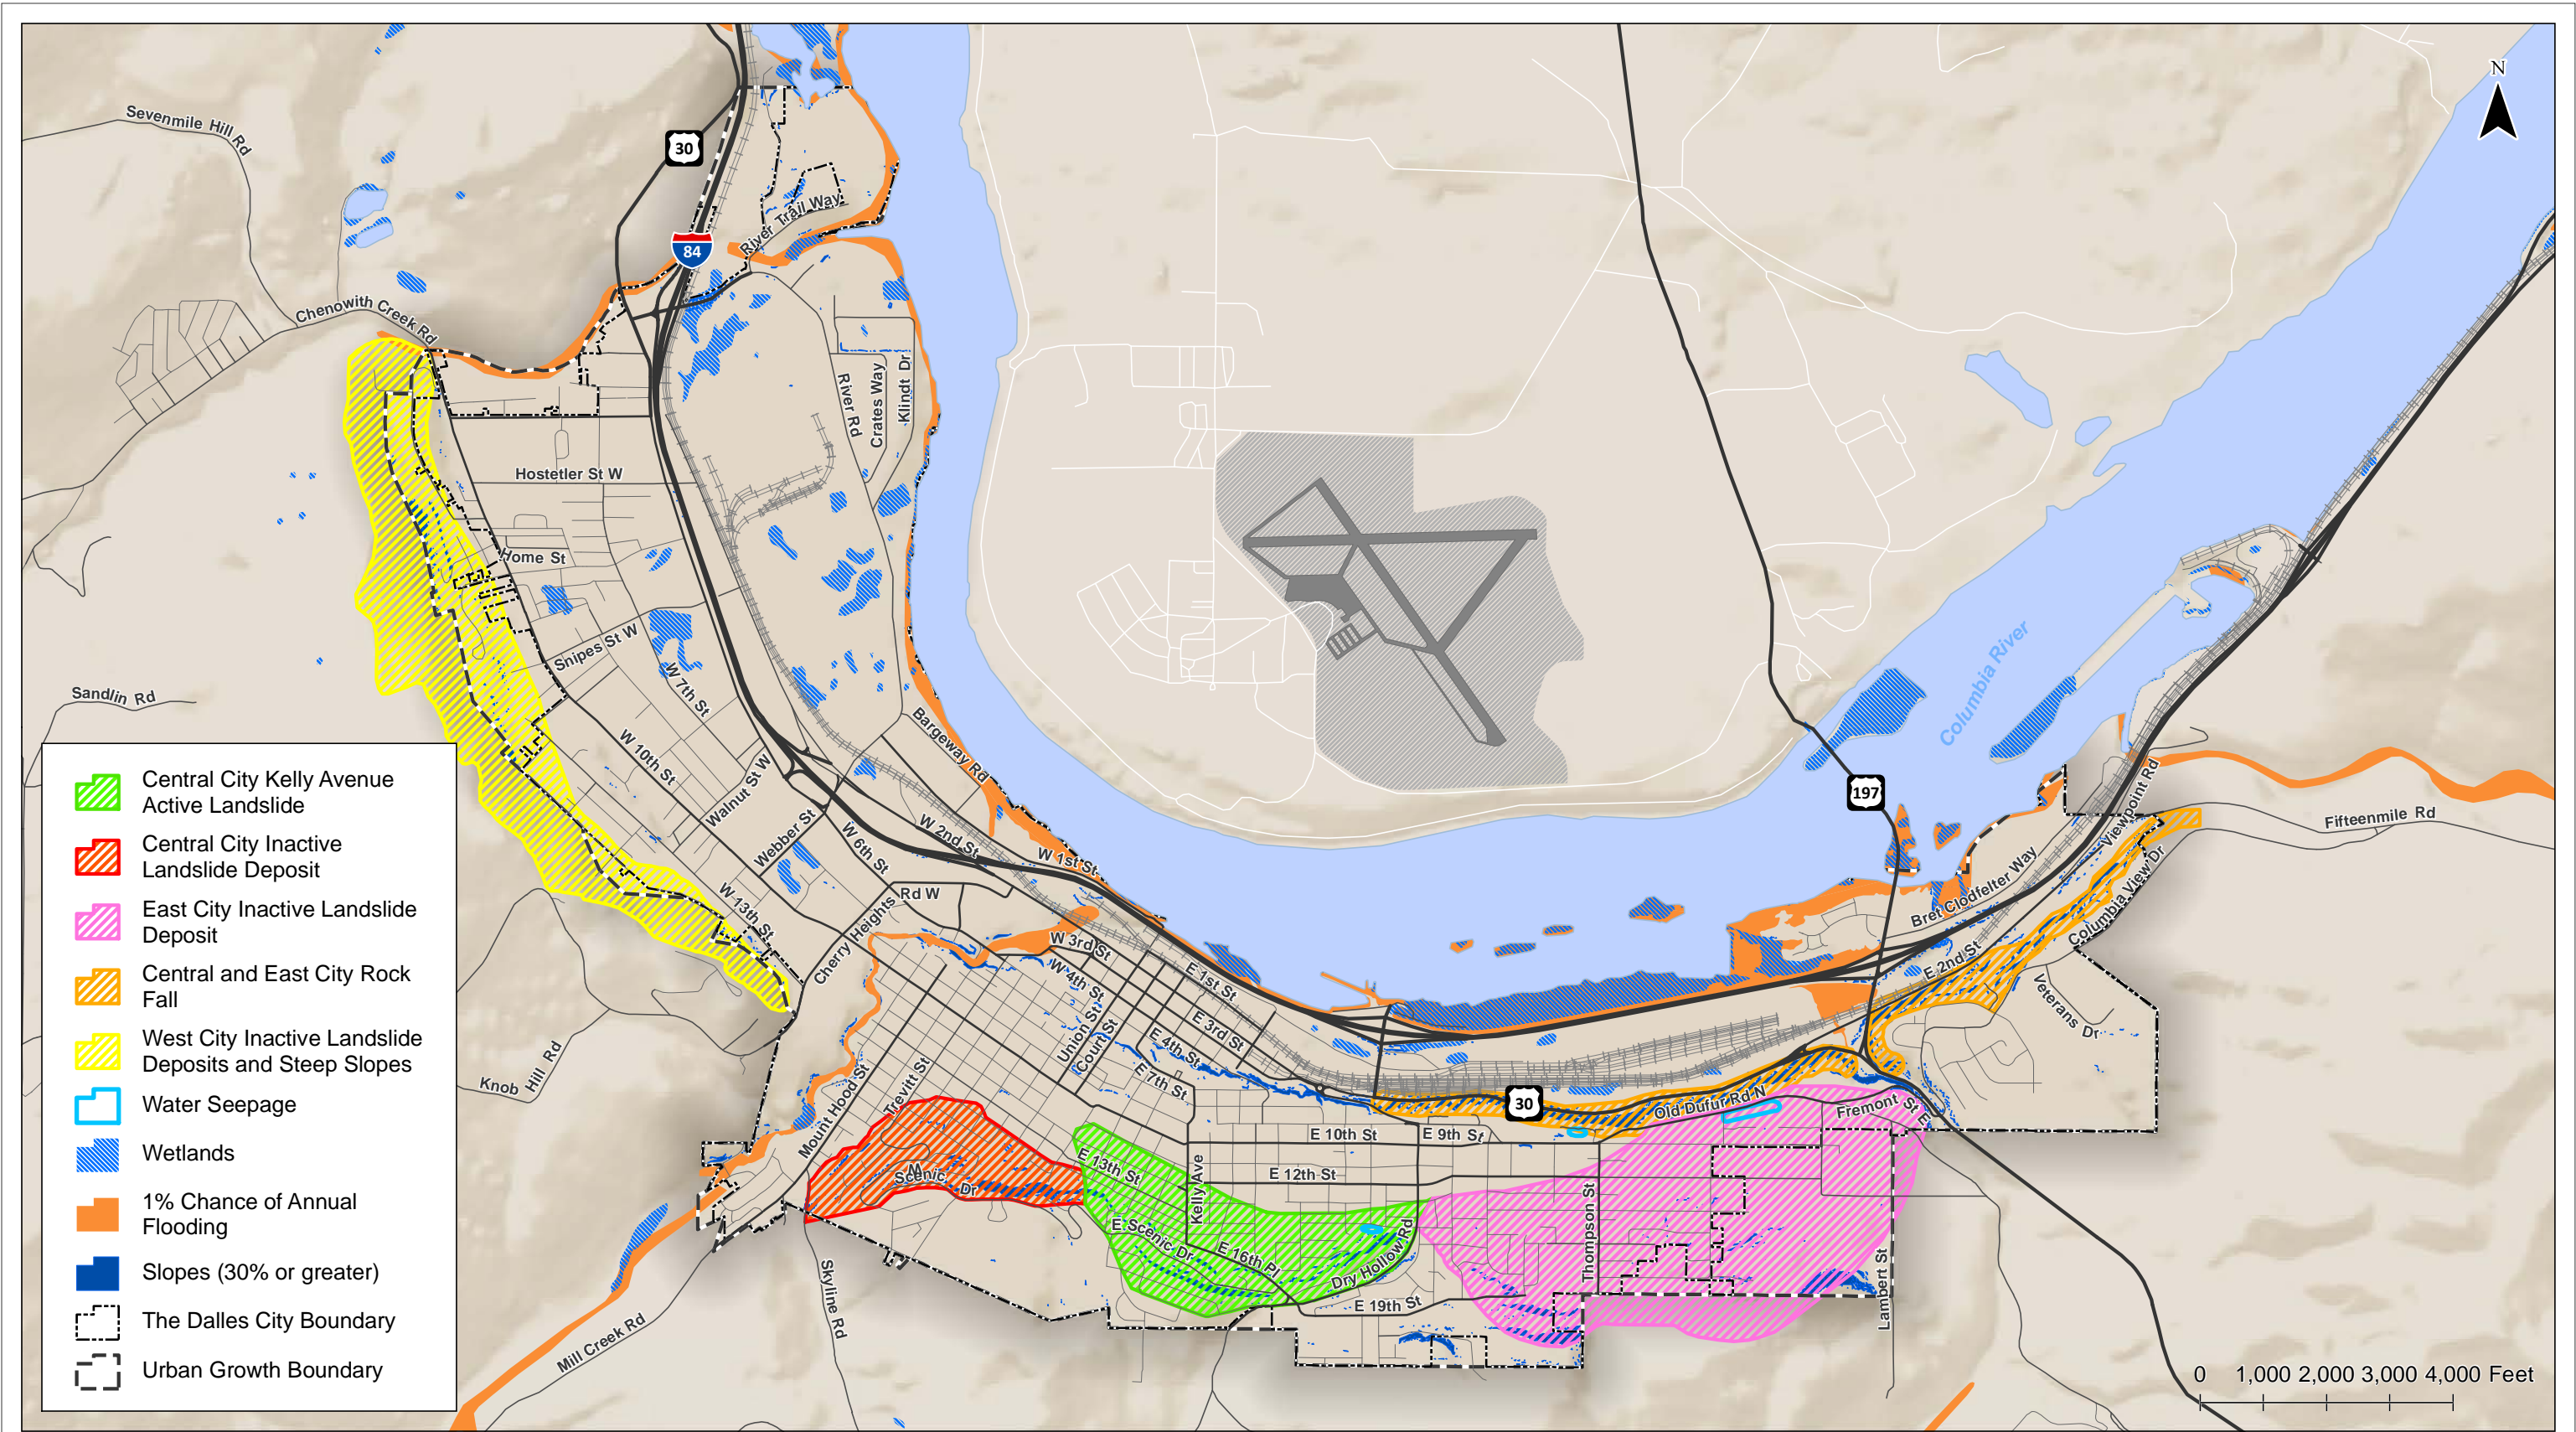 N
Sevenmile Hill Rd
30
84
River Trail Way
Chenowith Creek Rd
River Rd
Crates Way
Klindt Dr
Hostetler St W
Home St
Snipes St W
W 7th St
Sandlin Rd
Columbia River
Bargeway Rd
W 10th St
Walnut St W
Webber St
W 6th St
W 2nd St
W 1st St
197
Viewpoint Rd
Fifteenmile Rd
Columbia View Dr
Bret Clodfelter Way
W 13th St
Cherry Heights Rd W
W 3rd St
W 4th St
E 1st St
E 2nd St
Veterans Dr
Union St
Court St
E 3rd St
E 4th St
E 7th St
Knob Hill Rd
Mount Hood St
Trevitt St
30
Old Dufur Rd N
Fremont St E
E 10th St
E 9th St
E 12th St
E 13th St
Kelly Ave
W Scenic Dr
E Scenic Dr
E 16th Pl
Dry Hollow Rd
E 19th St
Thompson St
Lambert St
Skyline Rd
Mill Creek Rd
Central City Kelly Avenue
Active Landslide
Central City Inactive
Landslide Deposit
East City Inactive Landslide
Deposit
Central and East City Rock
Fall
West City Inactive Landslide
Deposits and Steep Slopes
Water Seepage
Wetlands
1% Chance of Annual
Flooding
Slopes (30% or greater)
The Dalles City Boundary
Urban Growth Boundary
0 1,000 2,000 3,000 4,000 Feet